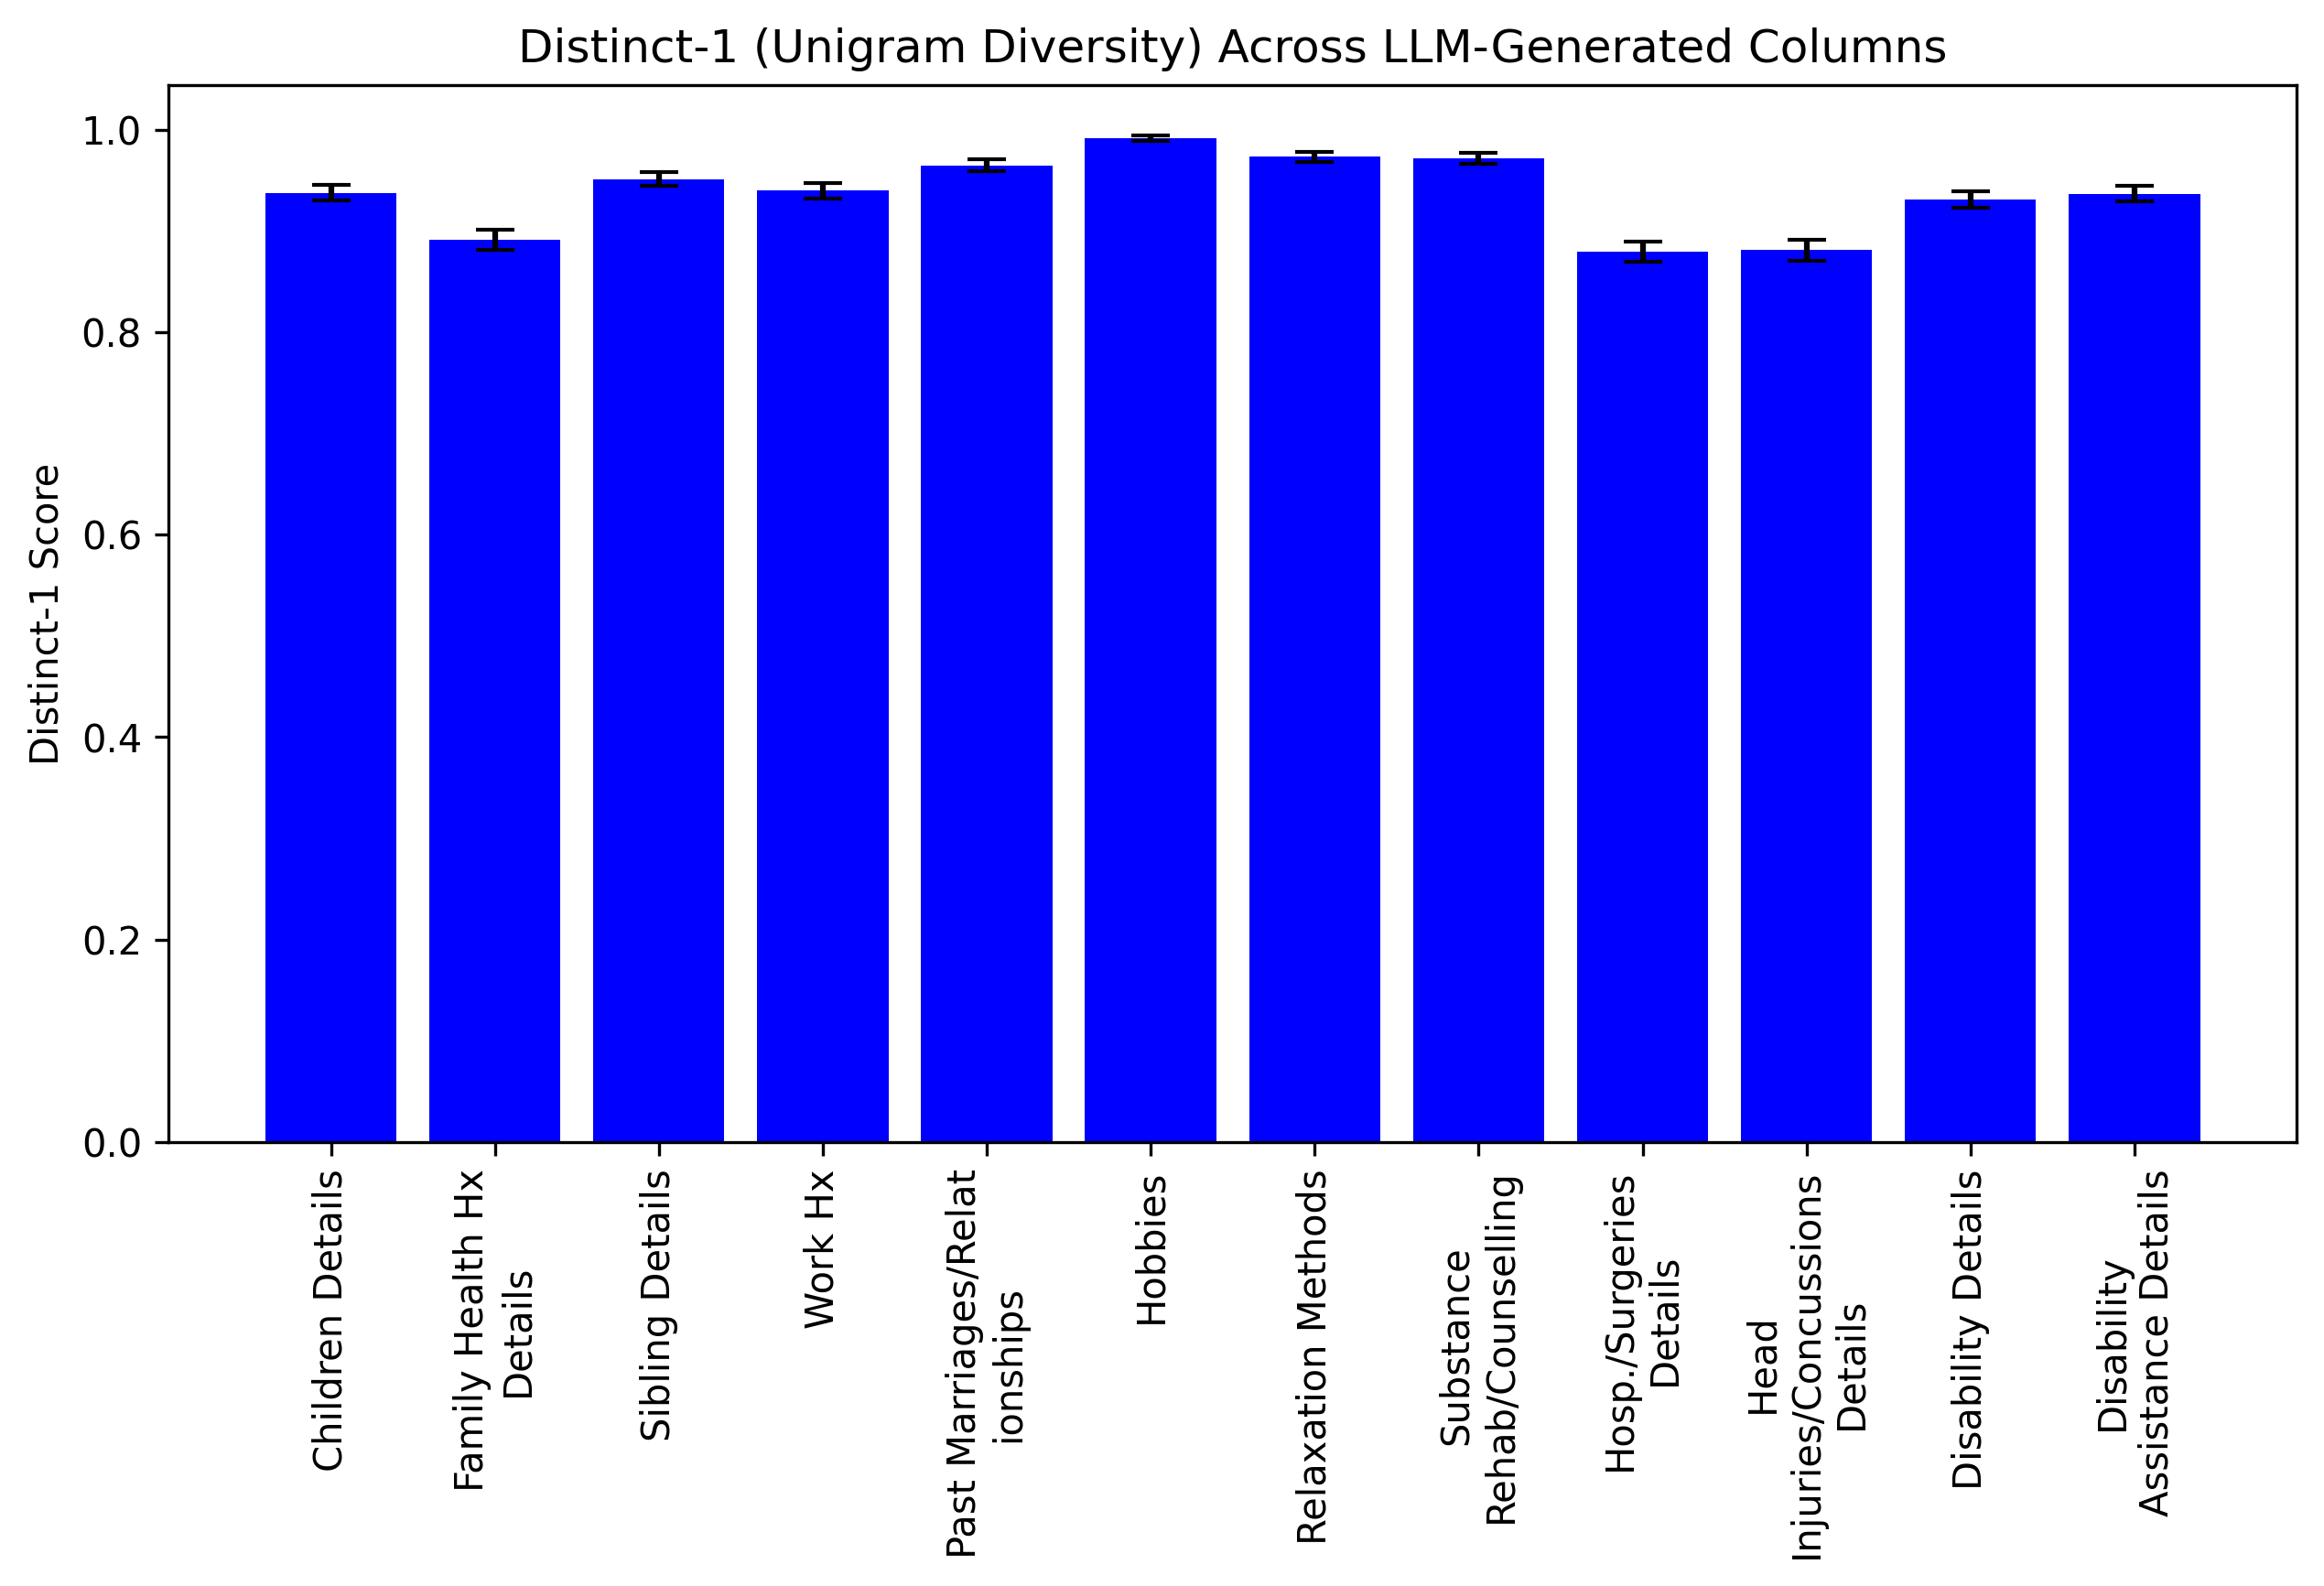 Distinct-1 (Unigram Diversity) Across LLM-Generated Columns
Distinct-1 Score
1.0
0.8
0.6
0.4
0.2
0.0
Children Details
Family Health Hx
Details
Sibling Details
Work Hx
Past Marriages/Relat
ionships
Hobbies
Relaxation Methods
Substance
Rehab/Counselling
Hosp./Surgeries
Details
Head
Injuries/Concussions
Details
Disability Details
Disability
Assistance Details